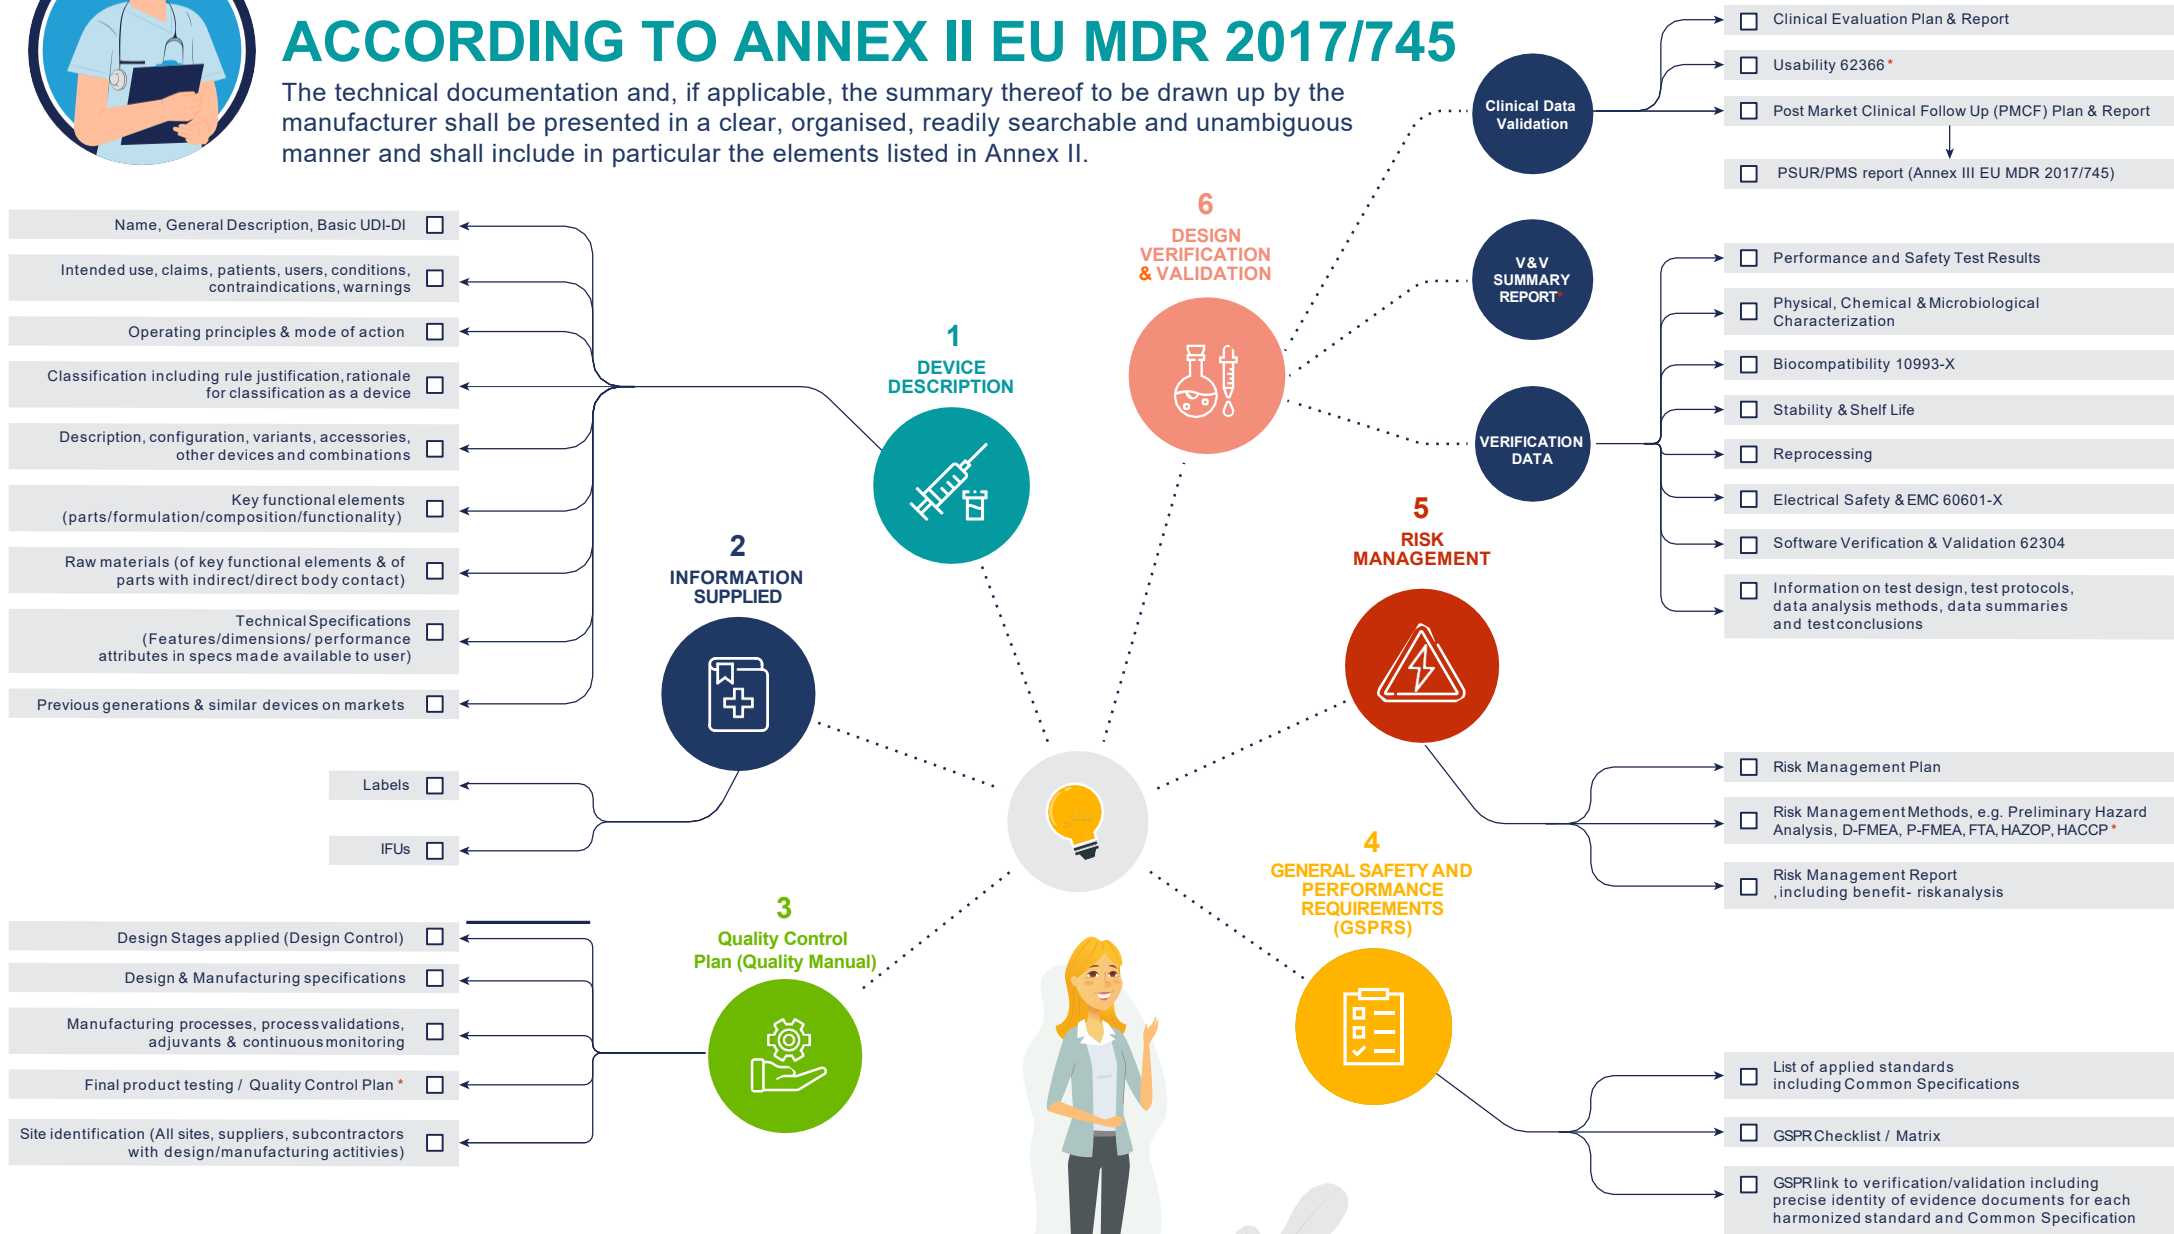 ACCORDING TO ANNEX II EU MDR 2017/745
The technical documentation and, if applicable, the summary thereof to be drawn up by the
manufacturer shall be presented in a clear, organised, readily searchable and unambiguous
manner and shall include in particular the elements listed in Annex II.
1
DEVICE
DESCRIPTION
Name, General Description, Basic UDI-DI
Intended use, claims, patients, users, conditions,
contraindications, warnings
Operating principles & mode of action
Classification including rule justification, rationale
for classification as a device
Description, configuration, variants, accessories,
other devices and combinations
Key functional elements
(parts/formulation/composition/functionality)
Raw materials (of key functional elements & of
parts with indirect/direct body contact)
Technical Specifications
(Features/dimensions/ performance
attributes in specs made available to user)
Previous generations & similar devices on markets
2
INFORMATION
SUPPLIED
Labels
IFUs
3
Quality Control
Plan (Quality Manual)
Design Stages applied (Design Control)
Design & Manufacturing specifications
Manufacturing processes, process validations,
adjuvants & continuous monitoring
Final product testing / Quality Control Plan *
Site identification (All sites, suppliers, subcontractors
with design/manufacturing actitivies)
4
GENERAL SAFETY AND
PERFORMANCE
REQUIREMENTS
(GSPRS)
List of applied standards
including Common Specifications
GSPR Checklist / Matrix
GSPR link to verification/validation including
precise identity of evidence documents for each
harmonized standard and Common Specification
5
RISK
MANAGEMENT
Risk Management Plan
Risk Management Methods, e.g. Preliminary Hazard
Analysis, D-FMEA, P-FMEA, FTA, HAZOP, HACCP *
Risk Management Report
, including benefit- riskanalysis
6
DESIGN
VERIFICATION
& VALIDATION
Clinical Data
Validation
Clinical Evaluation Plan & Report
Usability 62366 *
Post Market Clinical Follow Up (PMCF) Plan & Report
PSUR/PMS report (Annex III EU MDR 2017/745)
V&V
SUMMARY
REPORT*
VERIFICATION
DATA
Performance and Safety Test Results
Physical, Chemical & Microbiological
Characterization
Biocompatibility 10993-X
Stability & Shelf Life
Reprocessing
Electrical Safety & EMC 60601-X
Software Verification & Validation 62304
Information on test design, test protocols,
data analysis methods, data summaries
and test conclusions